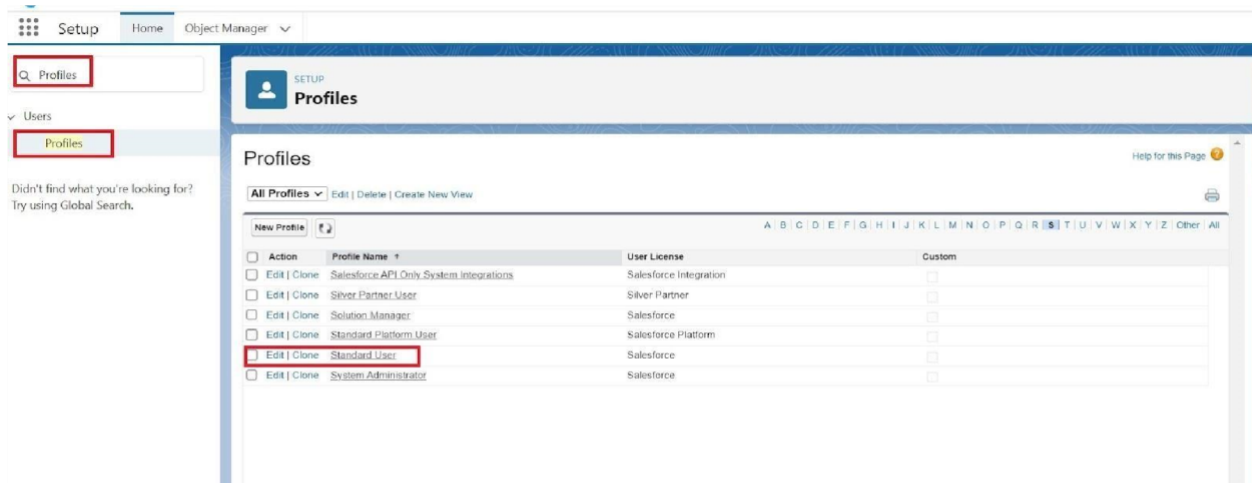 Setup Home Object Manager
Profiles
Users
Profiles
Didn't find what you're looking for?
Try using Global Search.
SETUP
Profiles
Profiles
Help for this Page
All Profiles Edit | Delete | Create New View
New Profile A | B | C | D | E | F | G | H | I | J | K | L | M | N | O | P | Q | R | S | T | U | V | W | X | Y | Z | Other | All
Action Profile Name ↑ User License Custom
Edit | Clone Salesforce API Only System Integrations Salesforce Integration
Edit | Clone Silver Partner User Silver Partner
Edit | Clone Solution Manager Salesforce
Edit | Clone Standard Platform User Salesforce Platform
Edit | Clone Standard User Salesforce
Edit | Clone System Administrator Salesforce